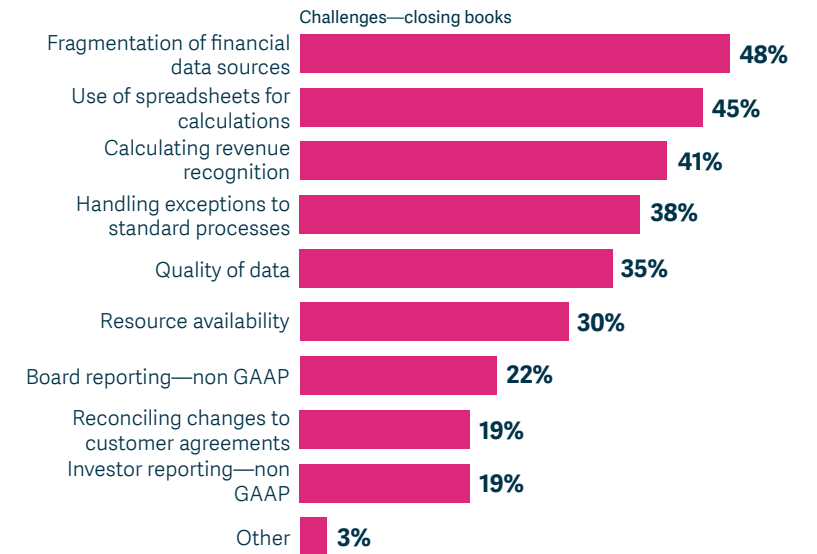 Challenges—closing books
Fragmentation of financial
data sources
48%
Use of spreadsheets for
calculations
45%
Calculating revenue
recognition
41%
Handling exceptions to
standard processes
38%
Quality of data
35%
Resource availability
30%
Board reporting—non GAAP
22%
Reconciling changes to
customer agreements
19%
Investor reporting—non
GAAP
19%
Other
3%